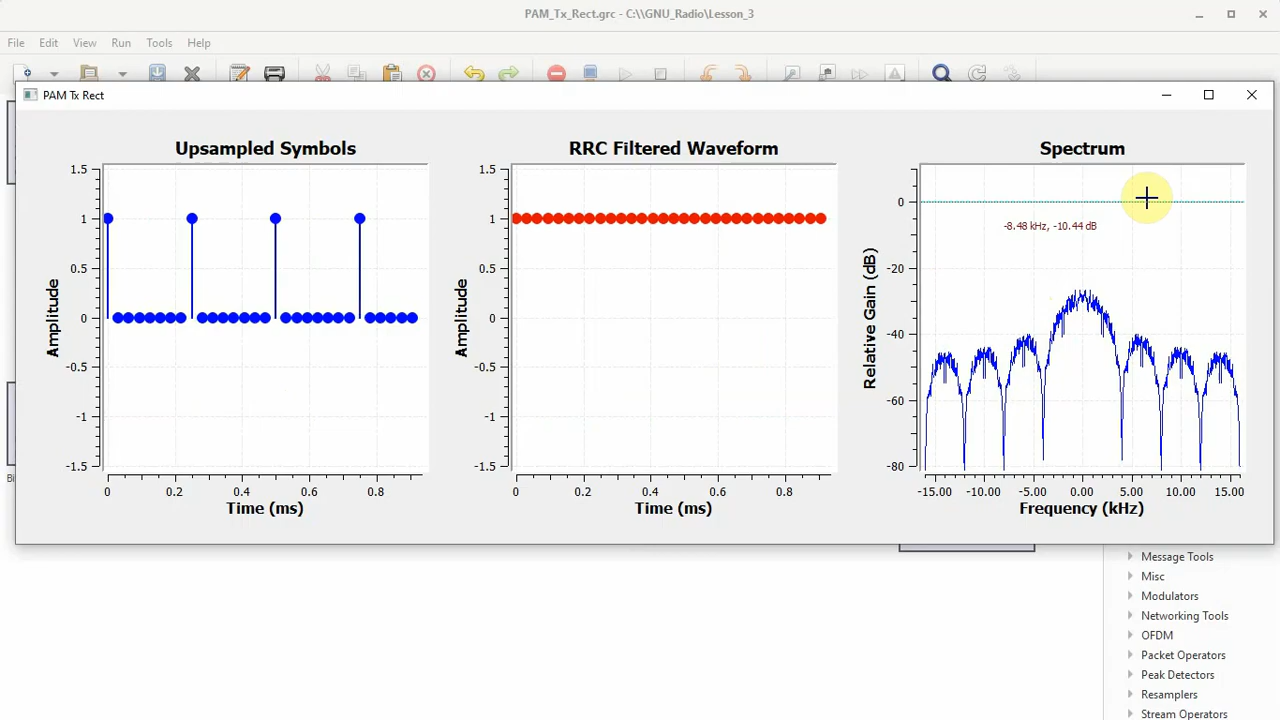 PAM_Tx_Rect.grc - C:\\GNU_Radio\Lesson_3
File Edit View Run Tools Help
PAM Tx Rect
Upsampled Symbols
1.5
1
0.5
0
-0.5
-1
-1.5
Amplitude
0 0.2 0.4 0.6 0.8
Time (ms)
RRC Filtered Waveform
1.5
1
0.5
0
-0.5
-1
-1.5
Amplitude
0 0.2 0.4 0.6 0.8
Time (ms)
Spectrum
0
-20
-40
-60
-80
Relative Gain (dB)
-8.48 kHz, -10.44 dB
-15.00 -10.00 -5.00 0.00 5.00 10.00 15.00
Frequency (kHz)
Message Tools
Misc
Modulators
Networking Tools
OFDM
Packet Operators
Peak Detectors
Resamplers
Stream Operators